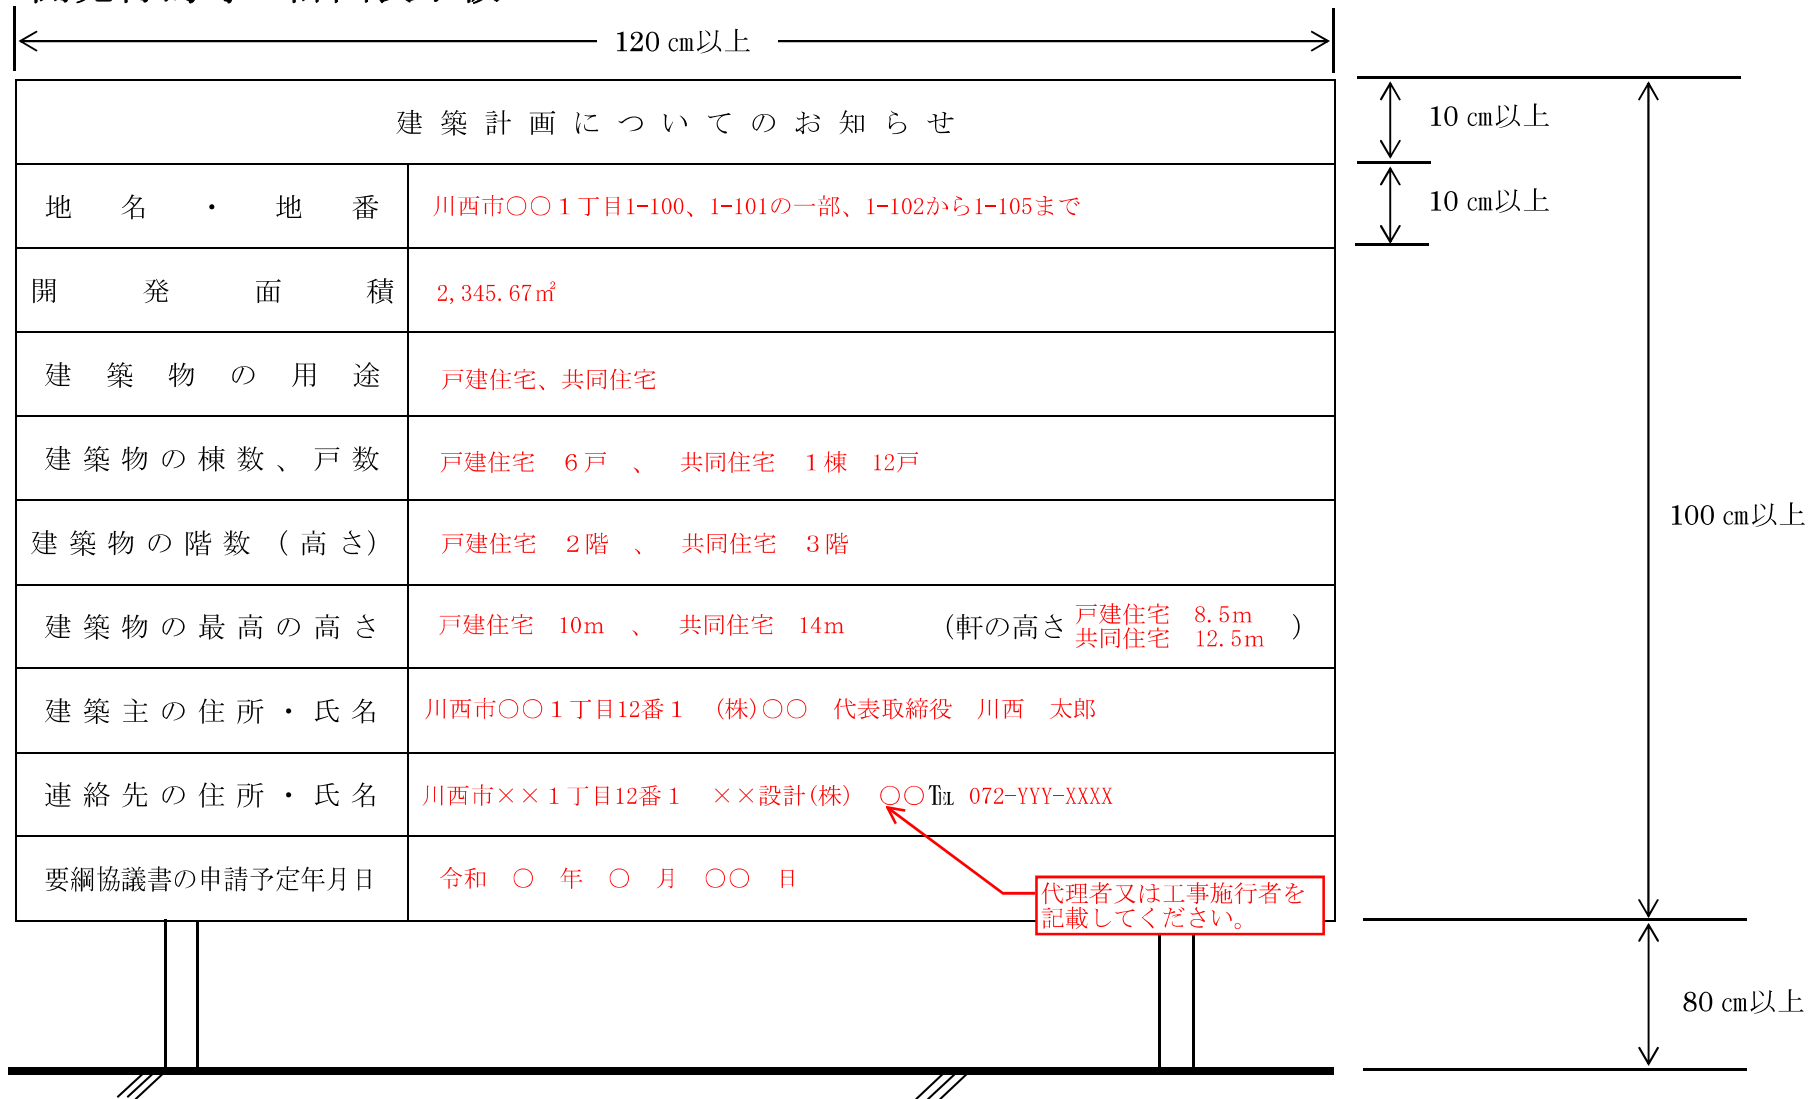 120 ㎝以上
建築計画についてのお知らせ
10 ㎝以上
地名・地番 川西市〇〇１丁目1-100、1-101の一部、1-102から1-105まで
10 ㎝以上
開発面積 2,345.67㎡
建築物の用途 戸建住宅、共同住宅
建築物の棟数、戸数 戸建住宅　６戸　、　共同住宅　１棟　12戸
建築物の階数（高さ） 戸建住宅　２階　、　共同住宅　３階
100 ㎝以上
建築物の最高の高さ 戸建住宅　10ｍ　、　共同住宅　14ｍ　（軒の高さ 戸建住宅　8.5ｍ
共同住宅　12.5ｍ　）
建築主の住所・氏名 川西市〇〇１丁目12番１　(株)〇〇　代表取締役　川西　太郎
連絡先の住所・氏名 川西市××１丁目12番１　××設計(株)　〇〇℡ 072-YYY-XXXX
要綱協議書の申請予定年月日 令和　〇　年　〇　月　〇〇　日
代理者又は工事施行者を
記載してください。
80 ㎝以上